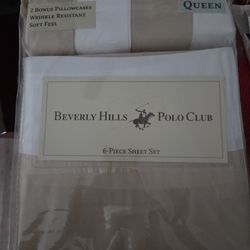 2 Bonus Pillowcases
Wrinkle Resistant
Soft Feel
Queen
Beverly Hills Polo Club
6-Piece Sheet Set